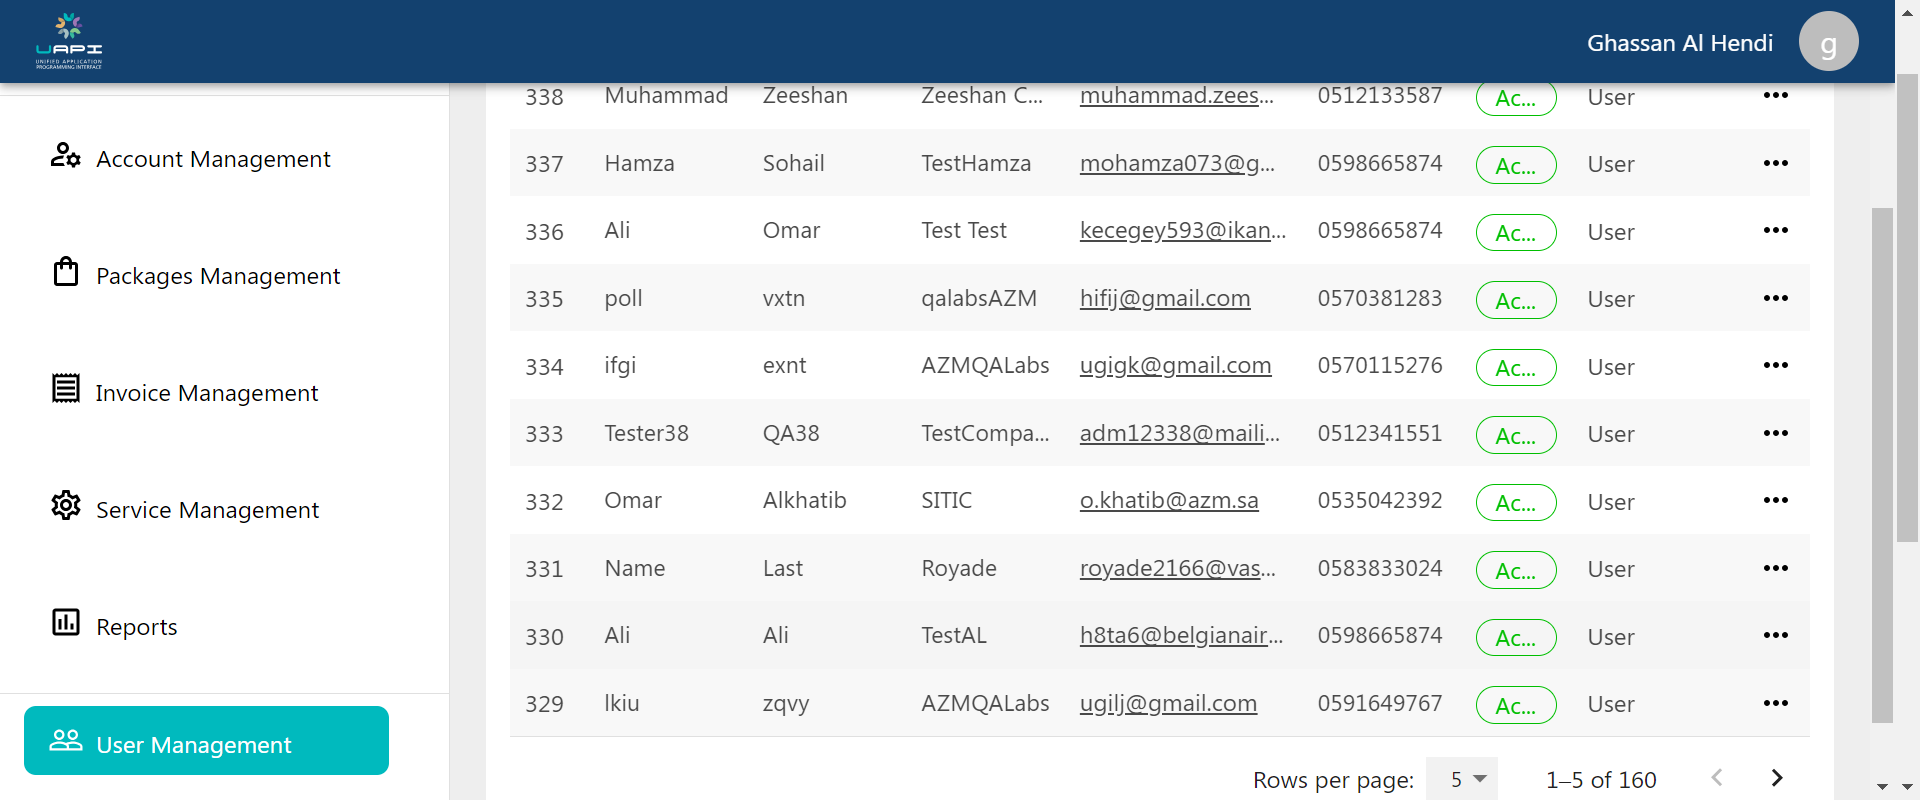 UAPI
UNIFIED APPLICATION
PROGRAMMING INTERFACE
Ghassan Al Hendi
g
Account Management
Packages Management
Invoice Management
Service Management
Reports
User Management
338 Muhammad Zeeshan Zeeshan C... muhammad.zees... 0512133587 Ac... User
337 Hamza Sohail TestHamza mohamza073@g... 0598665874 Ac... User
336 Ali Omar Test Test kecegey593@ikan... 0598665874 Ac... User
335 poll vxtn qalabsAZM hifij@gmail.com 0570381283 Ac... User
334 ifgi exnt AZMQALabs ugigk@gmail.com 0570115276 Ac... User
333 Tester38 QA38 TestCompa... adm12338@maili... 0512341551 Ac... User
332 Omar Alkhatib SITIC o.khatib@azm.sa 0535042392 Ac... User
331 Name Last Royade royade2166@vas... 0583833024 Ac... User
330 Ali Ali TestAL h8ta6@belgianair... 0598665874 Ac... User
329 lkiu zqvy AZMQALabs ugilj@gmail.com 0591649767 Ac... User
Rows per page: 5 1–5 of 160